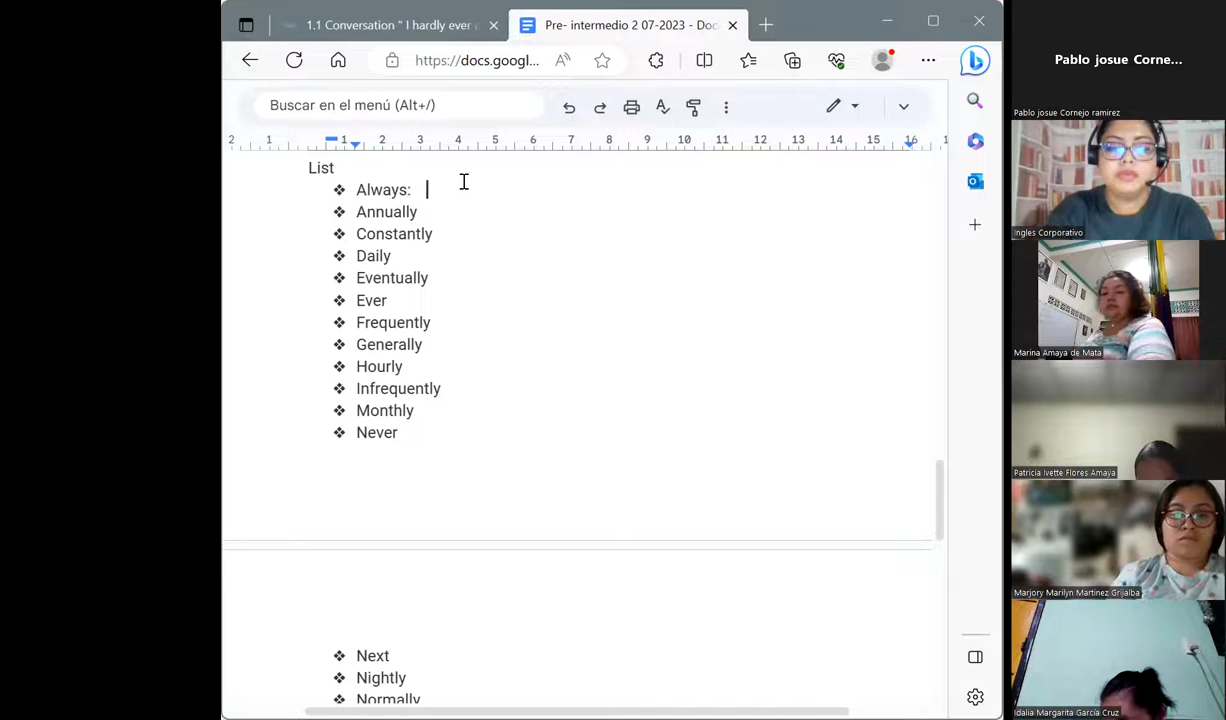 1.1 Conversation " I hardly ever
Pre- intermedio 2 07-2023 - Doc
https://docs.googl...
Buscar en el menú (Alt+/)
2 1 1 2 3 4 5 6 7 8 9 10 11 12 13 14 15 16 1
List
❖ Always:
❖ Annually
❖ Constantly
❖ Daily
❖ Eventually
❖ Ever
❖ Frequently
❖ Generally
❖ Hourly
❖ Infrequently
❖ Monthly
❖ Never
❖ Next
❖ Nightly
❖ Normally
Pablo josue Corne...
Pablo josue Cornejo ramirez
Ingles Corporativo
Marina Amaya de Mata
Patricia Ivette Flores Amaya
Marjory Marilyn Martinez Grijalba
Idalia Margarita García Cruz